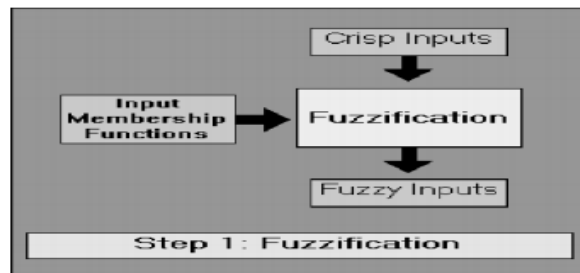 Crisp Inputs
Input
Membership
Functions
Fuzzification
Fuzzy Inputs
Step 1: Fuzzification